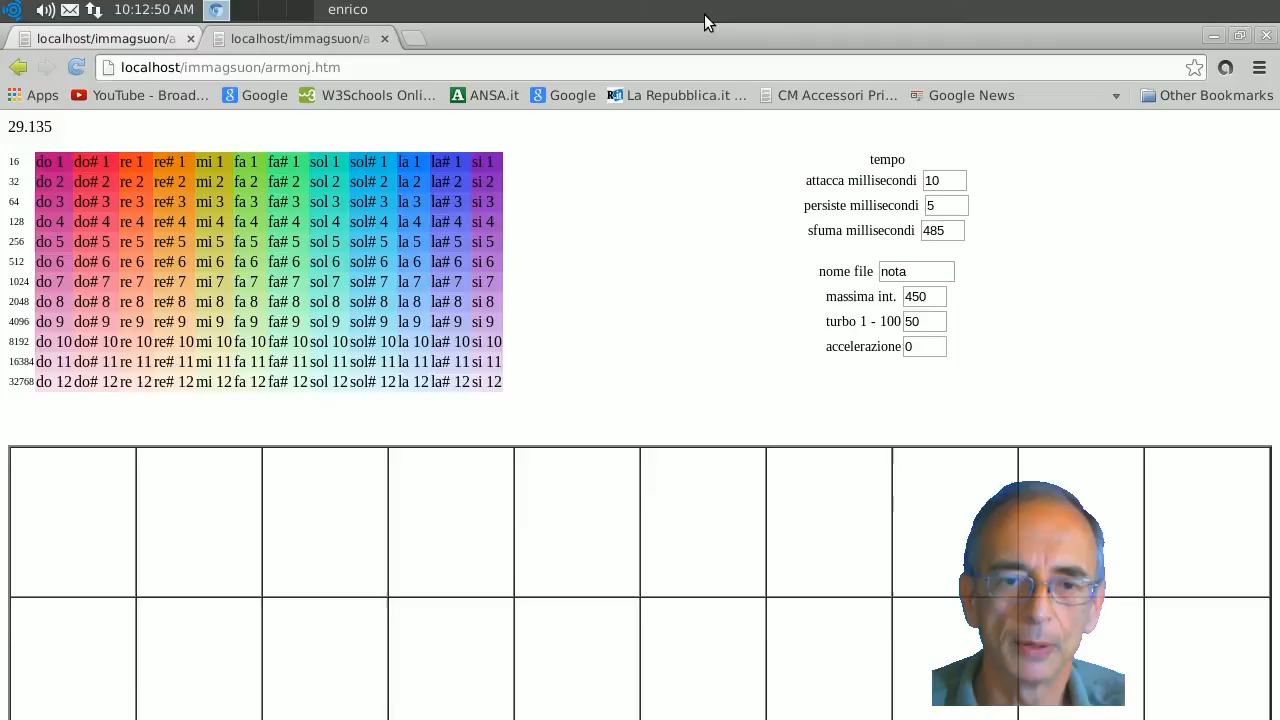 10:12:50 AM enrico
localhost/immagsuon/a localhost/immagsuon/a
localhost/immagsuon/armonj.htm
Apps YouTube - Broad... Google W3Schools Onli... ANSA.it Google La Repubblica.it ... CM Accessori Pri... Google News Other Bookmarks
29.135
16 do 1 do# 1 re 1 re# 1 mi 1 fa 1 fa# 1 sol 1 sol# 1 la 1 la# 1 si 1
32 do 2 do# 2 re 2 re# 2 mi 2 fa 2 fa# 2 sol 2 sol# 2 la 2 la# 2 si 2
64 do 3 do# 3 re 3 re# 3 mi 3 fa 3 fa# 3 sol 3 sol# 3 la 3 la# 3 si 3
128 do 4 do# 4 re 4 re# 4 mi 4 fa 4 fa# 4 sol 4 sol# 4 la 4 la# 4 si 4
256 do 5 do# 5 re 5 re# 5 mi 5 fa 5 fa# 5 sol 5 sol# 5 la 5 la# 5 si 5
512 do 6 do# 6 re 6 re# 6 mi 6 fa 6 fa# 6 sol 6 sol# 6 la 6 la# 6 si 6
1024 do 7 do# 7 re 7 re# 7 mi 7 fa 7 fa# 7 sol 7 sol# 7 la 7 la# 7 si 7
2048 do 8 do# 8 re 8 re# 8 mi 8 fa 8 fa# 8 sol 8 sol# 8 la 8 la# 8 si 8
4096 do 9 do# 9 re 9 re# 9 mi 9 fa 9 fa# 9 sol 9 sol# 9 la 9 la# 9 si 9
8192 do 10 do# 10 re 10 re# 10 mi 10 fa 10 fa# 10 sol 10 sol# 10 la 10 la# 10 si 10
16384 do 11 do# 11 re 11 re# 11 mi 11 fa 11 fa# 11 sol 11 sol# 11 la 11 la# 11 si 11
32768 do 12 do# 12 re 12 re# 12 mi 12 fa 12 fa# 12 sol 12 sol# 12 la 12 la# 12 si 12
tempo
attacca millisecondi 10
persiste millisecondi 5
sfuma millisecondi 485
nome file nota
massima int. 450
turbo 1 - 100 50
accelerazione 0